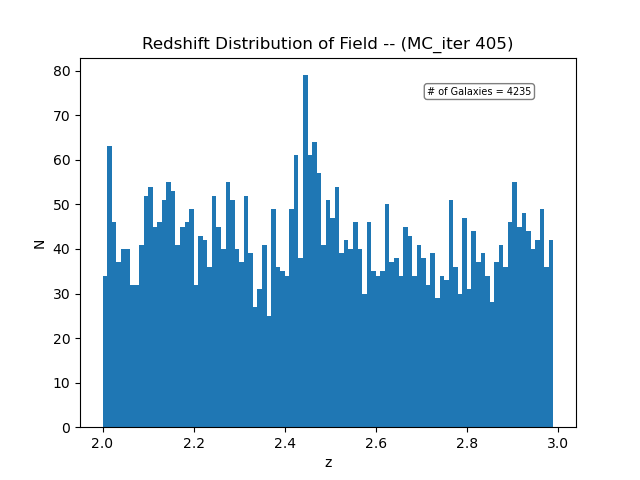 Redshift Distribution of Field -- (MC_iter 405)
# of Galaxies = 4235
80
70
60
50
40
30
20
10
0
N
2.0 2.2 2.4 2.6 2.8 3.0
z